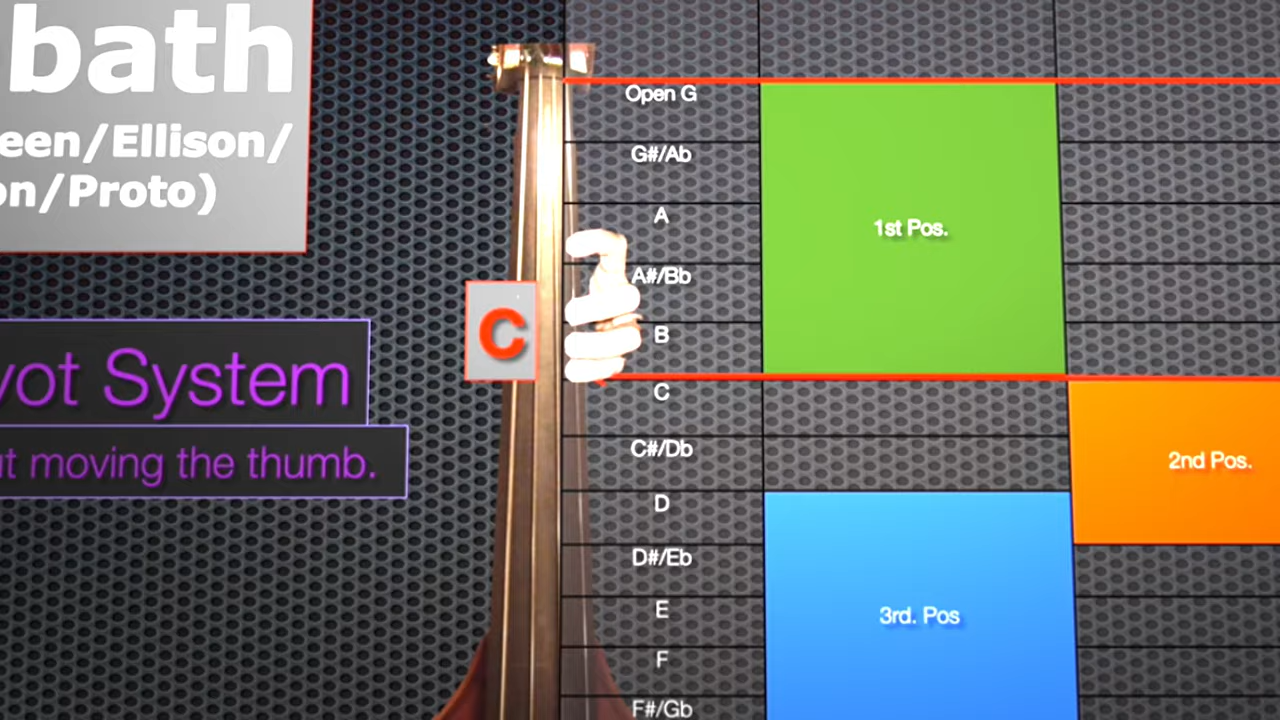 bath
een/Ellison/
on/Proto)
vot System
t moving the thumb.
C
Open G
G#/Ab
A
A#/Bb
B
C
C#/Db
D
D#/Eb
E
F
F#/Gb
1st Pos.
2nd Pos.
3rd. Pos